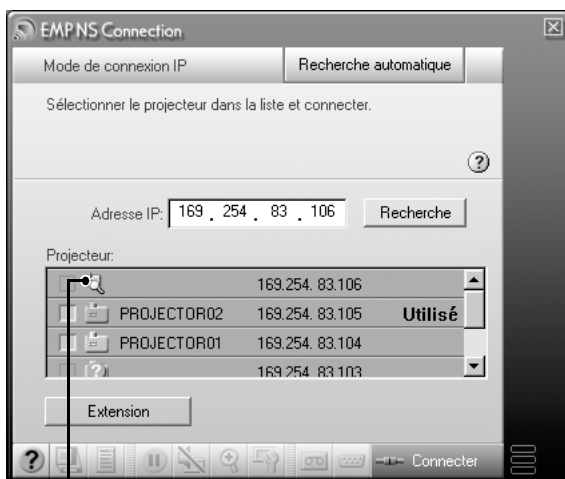 EMP NS Connection
Mode de connexion IP
Recherche automatique
Sélectionner le projecteur dans la liste et connecter.
?
Adresse IP: 169 . 254 . 83 . 106 Recherche
Projecteur:
169.254. 83.106
PROJECTOR02 169.254. 83.105 Utilisé
PROJECTOR01 169.254. 83.104
(?) 169.254. 83.103
Extension
? Connecter